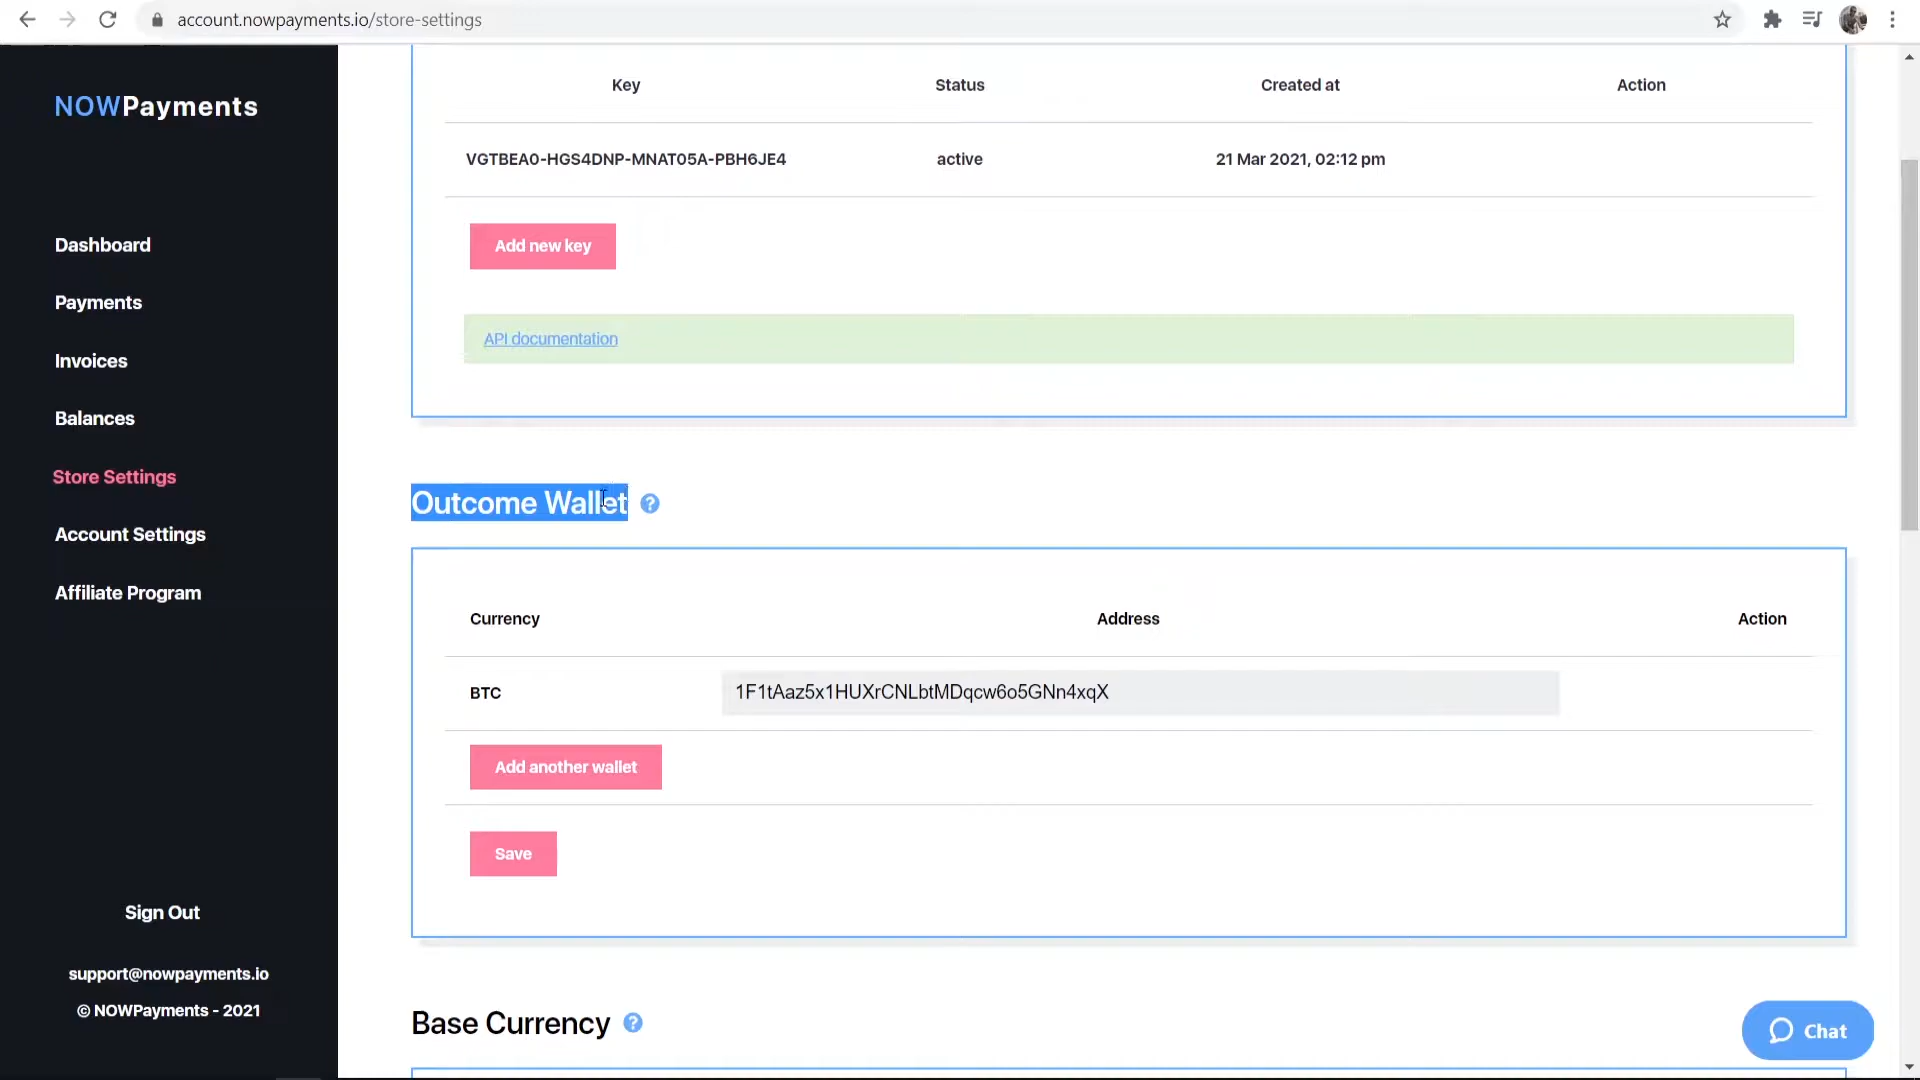 account.nowpayments.io/store-settings
NOWPayments
Dashboard
Payments
Invoices
Balances
Store Settings
Account Settings
Affiliate Program
Sign Out
support@nowpayments.io
© NOWPayments - 2021
Key Status Created at Action
VGTBEA0-HGS4DNP-MNAT05A-PBH6JE4 active 21 Mar 2021, 02:12 pm
Add new key
API documentation
Outcome Wallet ?
Currency Address Action
BTC 1F1tAaz5x1HUXrCNLbtMDqcw6o5GNn4xqX
Add another wallet
Save
Base Currency ?
Chat